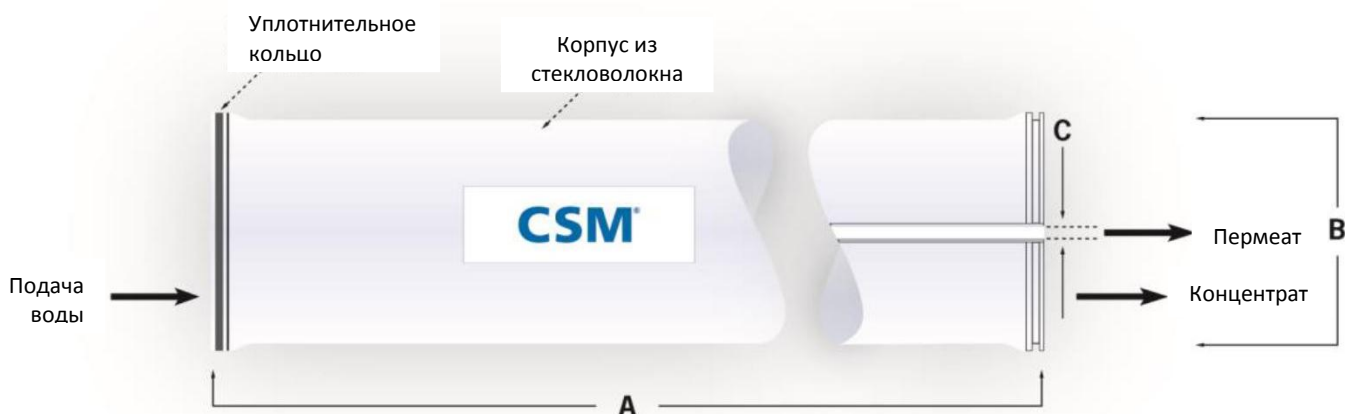 Уплотнительное
кольцо
Корпус из
стекловолокна
C
CSM®
Пермеат
B
Подача
воды
Концентрат
A